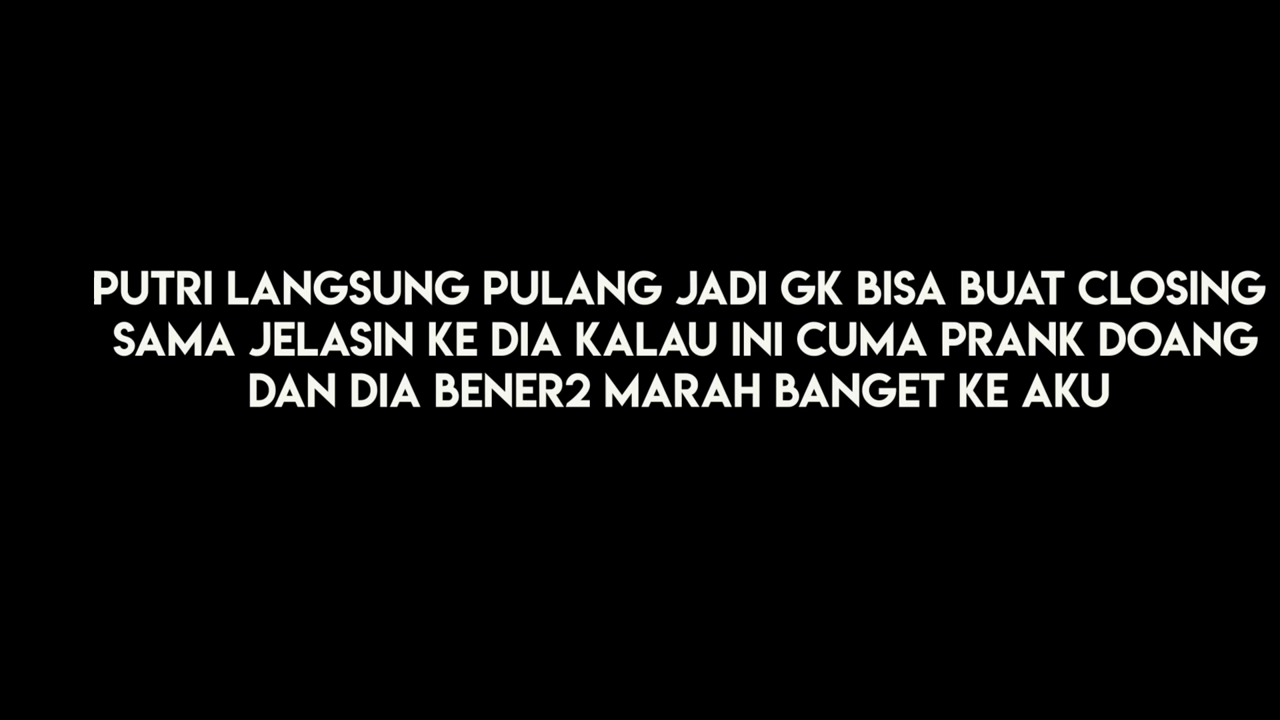 PUTRI LANGSUNG PULANG JADI GK BISA BUAT CLOSING
SAMA JELASIN KE DIA KALAU INI CUMA PRANK DOANG
DAN DIA BENER2 MARAH BANGET KE AKU